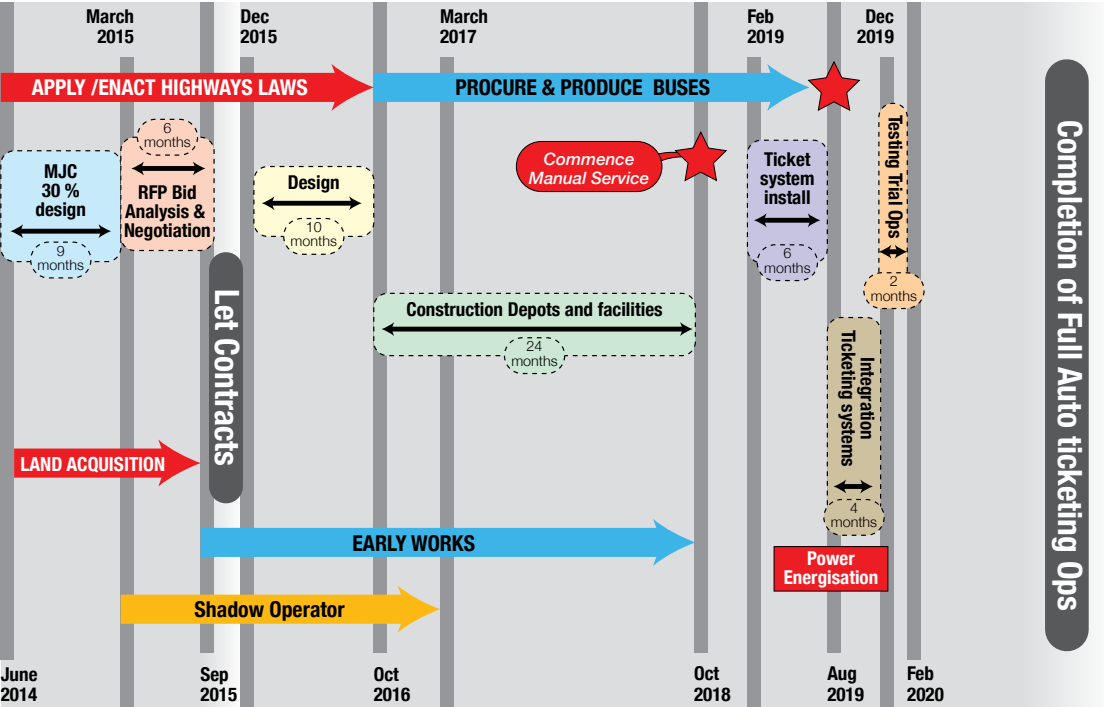 March
2015
Dec
2015
March
2017
Feb
2019
Dec
2019
APPLY /ENACT HIGHWAYS LAWS
PROCURE & PRODUCE  BUSES
6
months
RFP Bid
Analysis &
Negotiation
MJC
30 %
design
9
months
Design
10
months
Commence
Manual Service
Ticket
system
install
6
months
Testing Trial Ops
2
months
Let Contracts
Construction Depots and facilities
24
months
Integration
Ticketing systems
4
months
LAND ACQUISITION
EARLY WORKS
Power
Energisation
Shadow Operator
Completion of Full Auto ticketing Ops
June
2014
Sep
2015
Oct
2016
Oct
2018
Aug
2019
Feb
2020